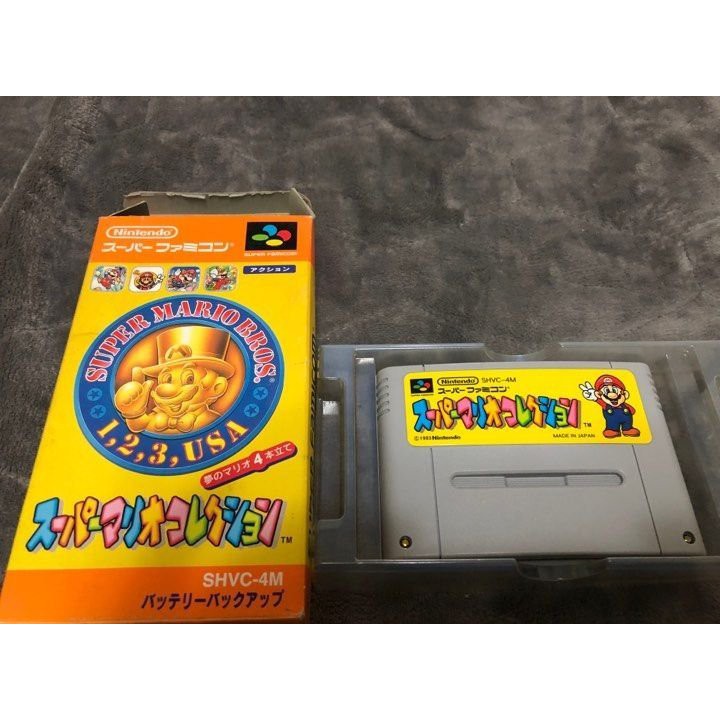 Nintendo
スーパーファミコン®
SUPER FAMICOM
アクション
SUPER MARIO BROS.
1, 2, 3, USA
夢のマリオ4本立て
スーパーマリオコレクション™
SHVC-4M
バッテリーバックアップ
Nintendo SHVC-4M
スーパーファミコン®
スーパーマリオコレクション™
©1993 Nintendo
MADE IN JAPAN